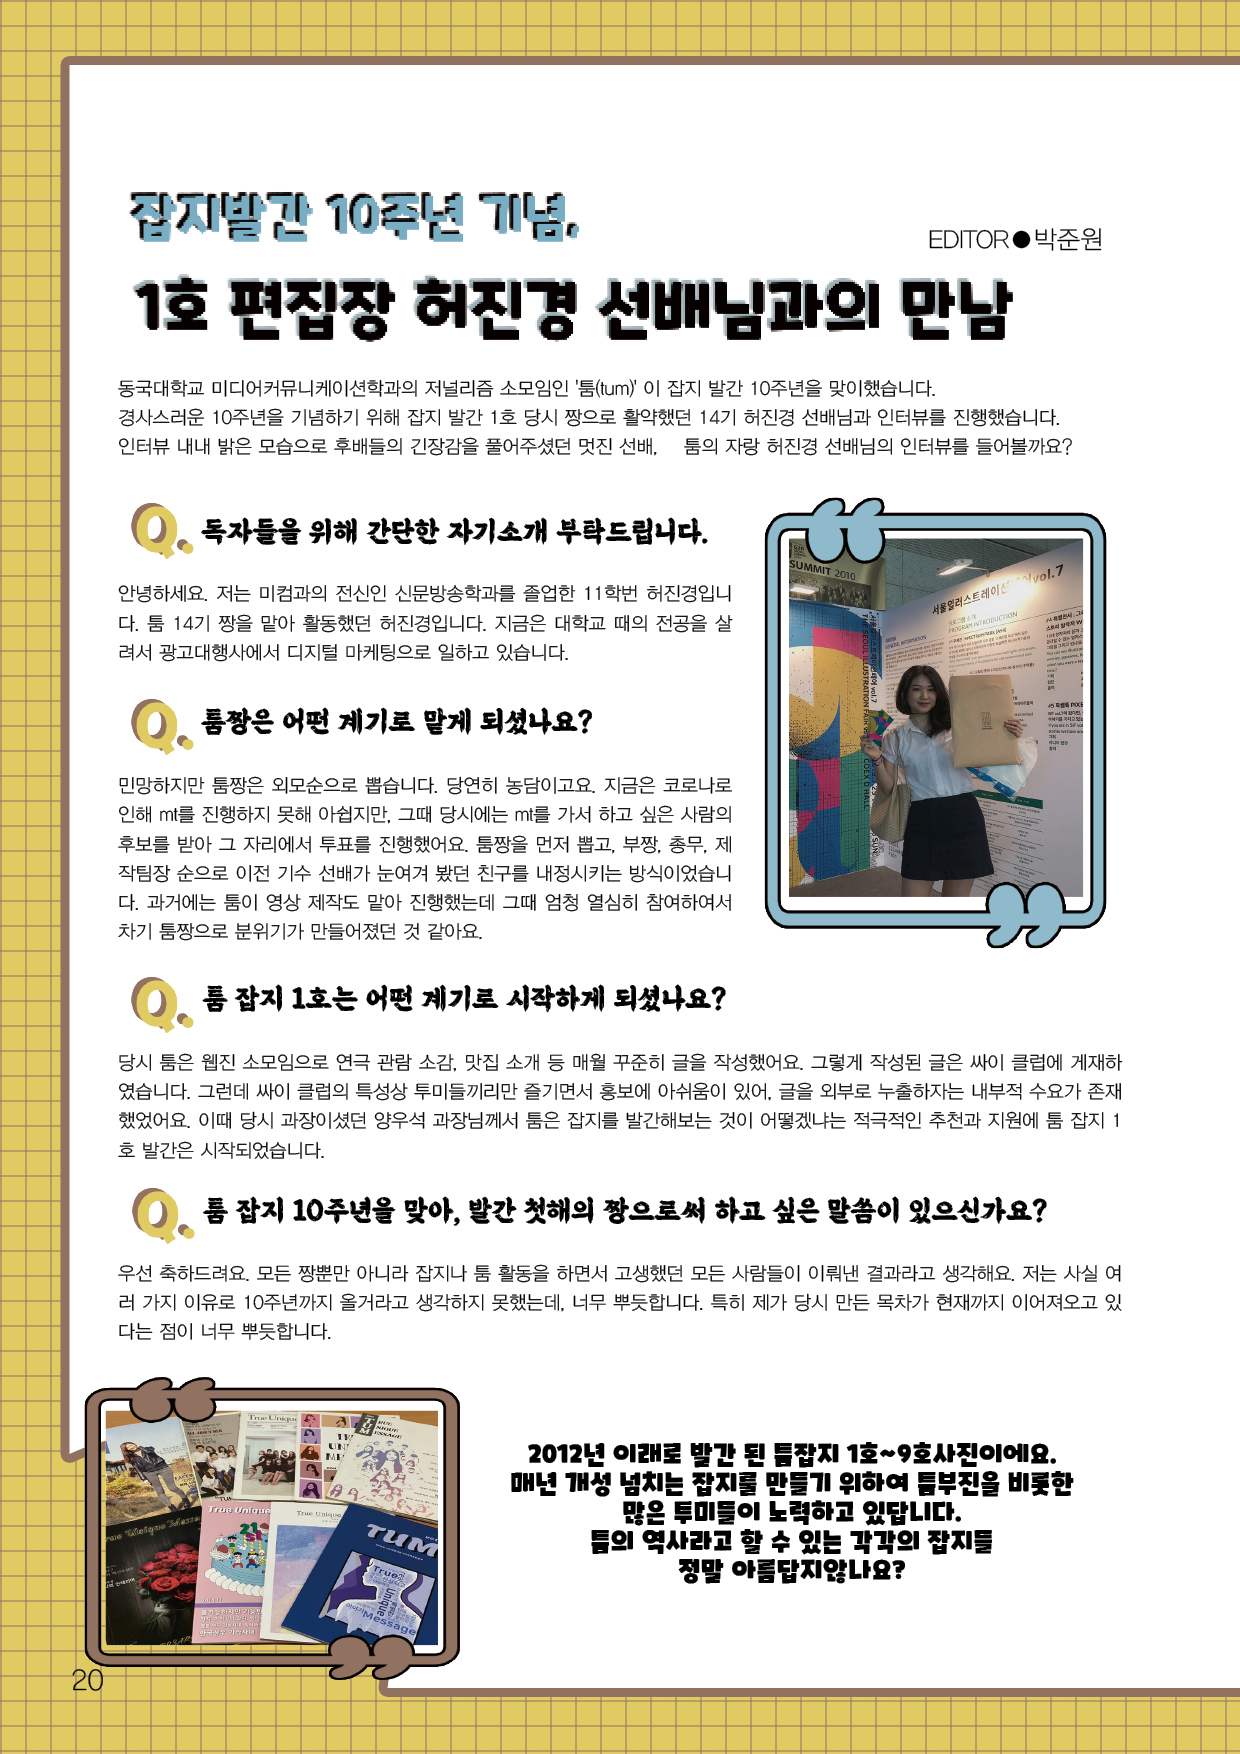 잡지발간 10주년 기념,
EDITOR●박준원
1호 편집장 허진경 선배님과의 만남
동국대학교 미디어커뮤니케이션학과의 저널리즘 소모임인 '틈(tum)' 이 잡지 발간 10주년을 맞이했습니다.
경사스러운 10주년을 기념하기 위해 잡지 발간 1호 당시 짱으로 활약했던 14기 허진경 선배님과 인터뷰를 진행했습니다.
인터뷰 내내 밝은 모습으로 후배들의 긴장감을 풀어주셨던 멋진 선배, 틈의 자랑 허진경 선배님의 인터뷰를 들어볼까요?
Q. 독자들을 위해 간단한 자기소개 부탁드립니다.
안녕하세요. 저는 미컴과의 전신인 신문방송학과를 졸업한 11학번 허진경입니
다. 틈 14기 짱을 맡아 활동했던 허진경입니다. 지금은 대학교 때의 전공을 살
려서 광고대행사에서 디지털 마케팅으로 일하고 있습니다.
Q. 틈짱은 어떤 계기로 맡게 되셨나요?
민망하지만 틈짱은 외모순으로 뽑습니다. 당연히 농담이고요. 지금은 코로나로
인해 mt를 진행하지 못해 아쉽지만, 그때 당시에는 mt를 가서 하고 싶은 사람의
후보를 받아 그 자리에서 투표를 진행했어요. 틈짱을 먼저 뽑고, 부짱, 총무, 제
작팀장 순으로 이전 기수 선배가 눈여겨 봤던 친구를 내정시키는 방식이었습니
다. 과거에는 틈이 영상 제작도 맡아 진행했는데 그때 엄청 열심히 참여하여서
차기 틈짱으로 분위기가 만들어졌던 것 같아요.
SUMMIT 2010
서울일러스트레이션페어vol.7
PROGRAM INTRODUCTION
THE SEOUL ILLUSTRATION FAIR
COEX D HALL
Q. 틈 잡지 1호는 어떤 계기로 시작하게 되셨나요?
당시 틈은 웹진 소모임으로 연극 관람 소감, 맛집 소개 등 매월 꾸준히 글을 작성했어요. 그렇게 작성된 글은 싸이 클럽에 게재하
였습니다. 그런데 싸이 클럽의 특성상 투미들끼리만 즐기면서 홍보에 아쉬움이 있어, 글을 외부로 누출하자는 내부적 수요가 존재
했었어요. 이때 당시 과장이셨던 양우석 과장님께서 틈은 잡지를 발간해보는 것이 어떻겠냐는 적극적인 추천과 지원에 틈 잡지 1
호 발간은 시작되었습니다.
Q. 틈 잡지 10주년을 맞아, 발간 첫해의 짱으로써 하고 싶은 말씀이 있으신가요?
우선 축하드려요. 모든 짱뿐만 아니라 잡지나 틈 활동을 하면서 고생했던 모든 사람들이 이뤄낸 결과라고 생각해요. 저는 사실 여
러 가지 이유로 10주년까지 올거라고 생각하지 못했는데, 너무 뿌듯합니다. 특히 제가 당시 만든 목차가 현재까지 이어져오고 있
다는 점이 너무 뿌듯합니다.
True Unique
True Unique
True Unique
TUM
True
Unique
Message
2012년 이래로 발간 된 틈잡지 1호~9호사진이에요.
매년 개성 넘치는 잡지를 만들기 위하여 틈부진을 비롯한
많은 투미들이 노력하고 있답니다.
틈의 역사라고 할 수 있는 각각의 잡지들
정말 아름답지않나요?
20